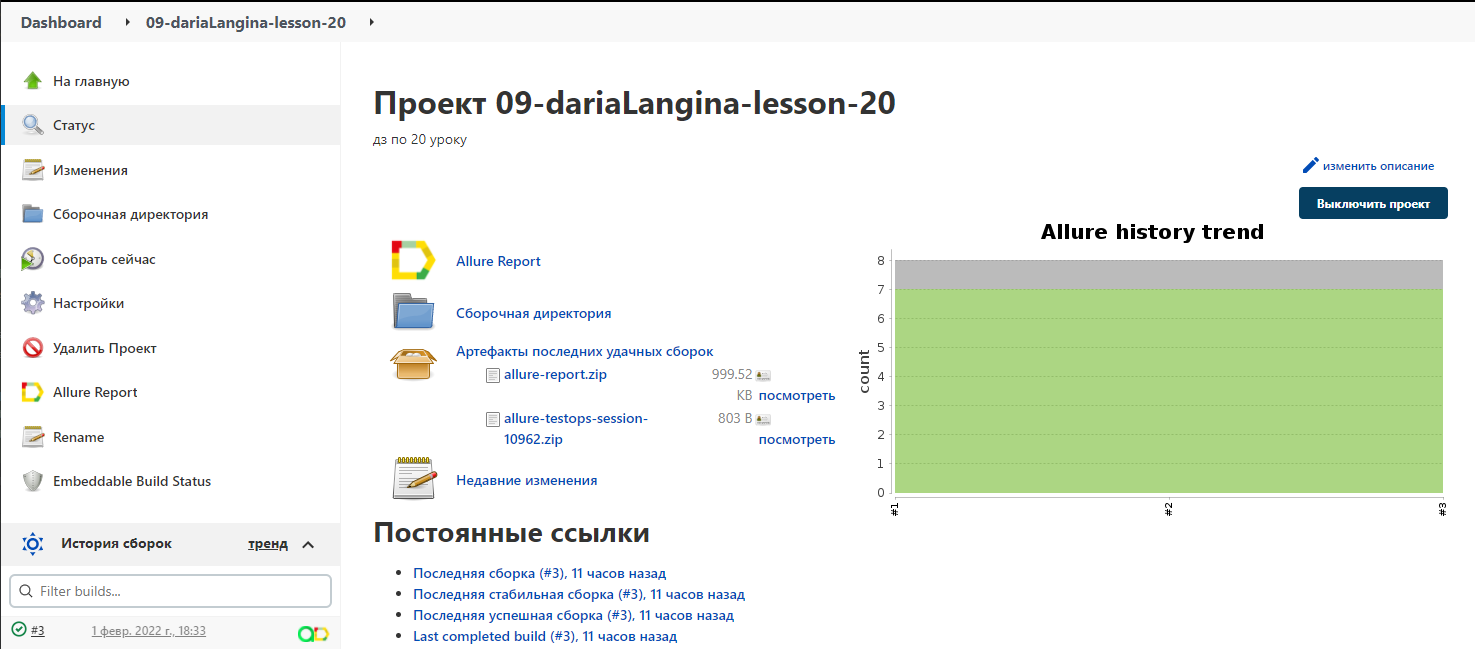 Dashboard 09-dariaLangina-lesson-20
На главную
Статус
Изменения
Сборочная директория
Собрать сейчас
Настройки
Удалить Проект
Allure Report
Rename
Embeddable Build Status
История сборок тренд
Filter builds...
#3 1 февр. 2022 г., 18:33
Проект 09-dariaLangina-lesson-20
дз по 20 уроку
изменить описание
Выключить проект
Allure Report
Сборочная директория
Артефакты последних удачных сборок
allure-report.zip 999.52
KB посмотреть
allure-testops-session- 803 B
10962.zip посмотреть
Недавние изменения
Allure history trend
count
8
7
6
5
4
3
2
1
0
#1 #2 #3
Постоянные ссылки
Последняя сборка (#3), 11 часов назад
Последняя стабильная сборка (#3), 11 часов назад
Последняя успешная сборка (#3), 11 часов назад
Last completed build (#3), 11 часов назад